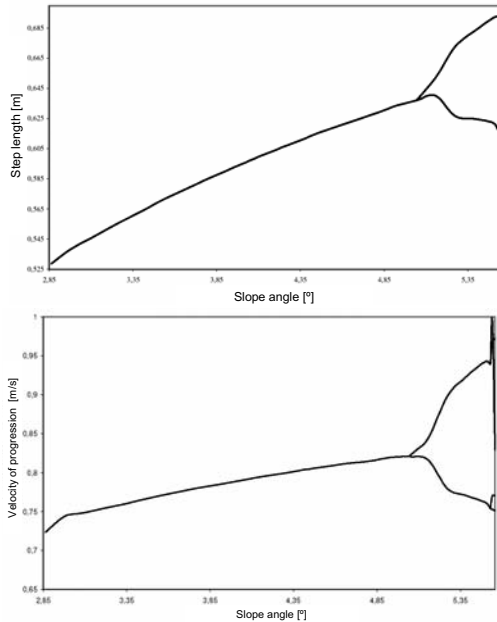 0,685
0,665
0,645
0,625
0,605
0,585
0,565
0,545
0,525
Step length [m]
2,85 3,35 3,85 4,35 4,85 5,35
Slope angle [º]
1
0,95
0,9
0,85
0,8
0,75
0,7
0,65
Velocity of progression [m/s]
2,85 3,35 3,85 4,35 4,85 5,35
Slope angle [º]